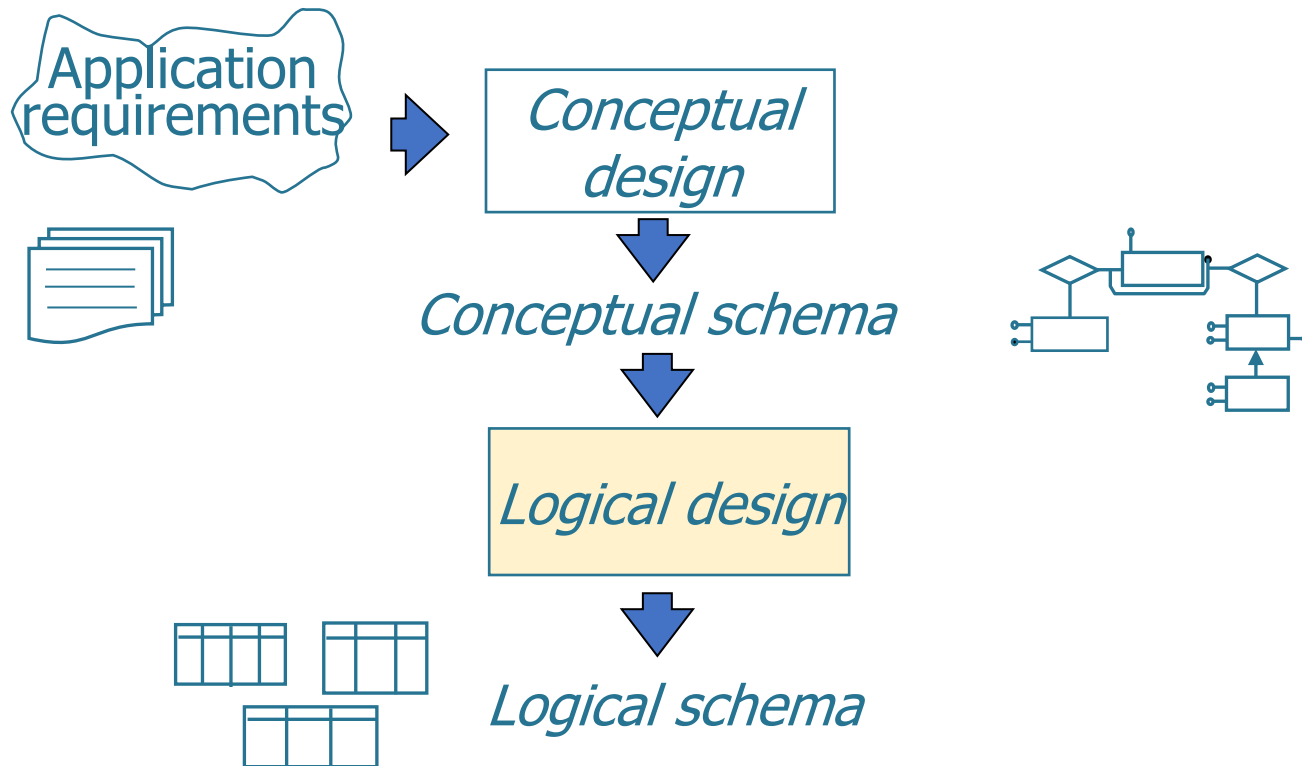 Application
requirements
Conceptual
design
Conceptual schema
Logical design
Logical schema